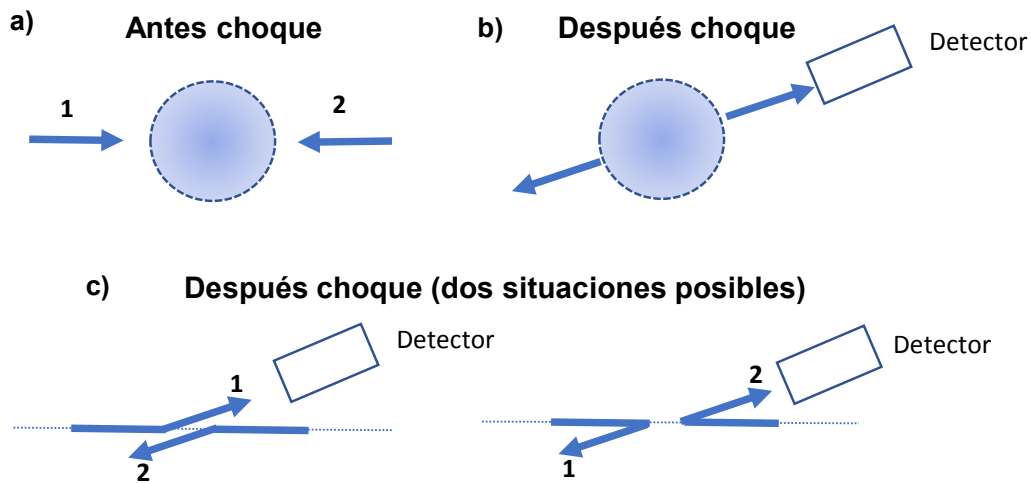 a) Antes choque
1
2
b) Después choque
Detector
c) Después choque (dos situaciones posibles)
Detector
1
2
Detector
2
1